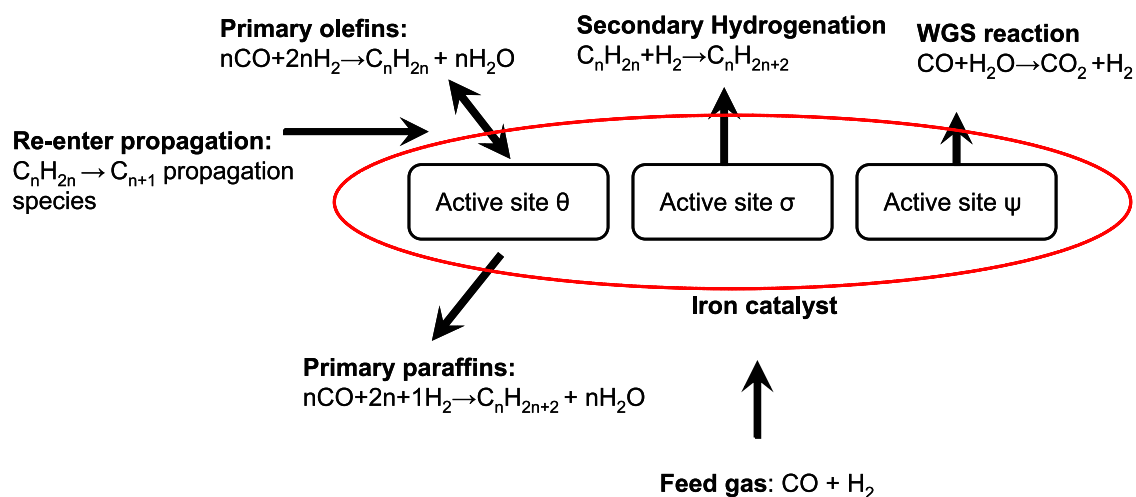 Primary olefins:
nCO+2nH₂→CₙH₂ₙ + nH₂O
Secondary Hydrogenation
CₙH₂ₙ+H₂→CₙH₂ₙ₊₂
WGS reaction
CO+H₂O→CO₂ +H₂
Re-enter propagation:
CₙH₂ₙ → Cₙ₊₁ propagation
species
Active site θ
Active site σ
Active site ψ
Iron catalyst
Primary paraffins:
nCO+2n+1H₂→CₙH₂ₙ₊₂ + nH₂O
Feed gas: CO + H₂